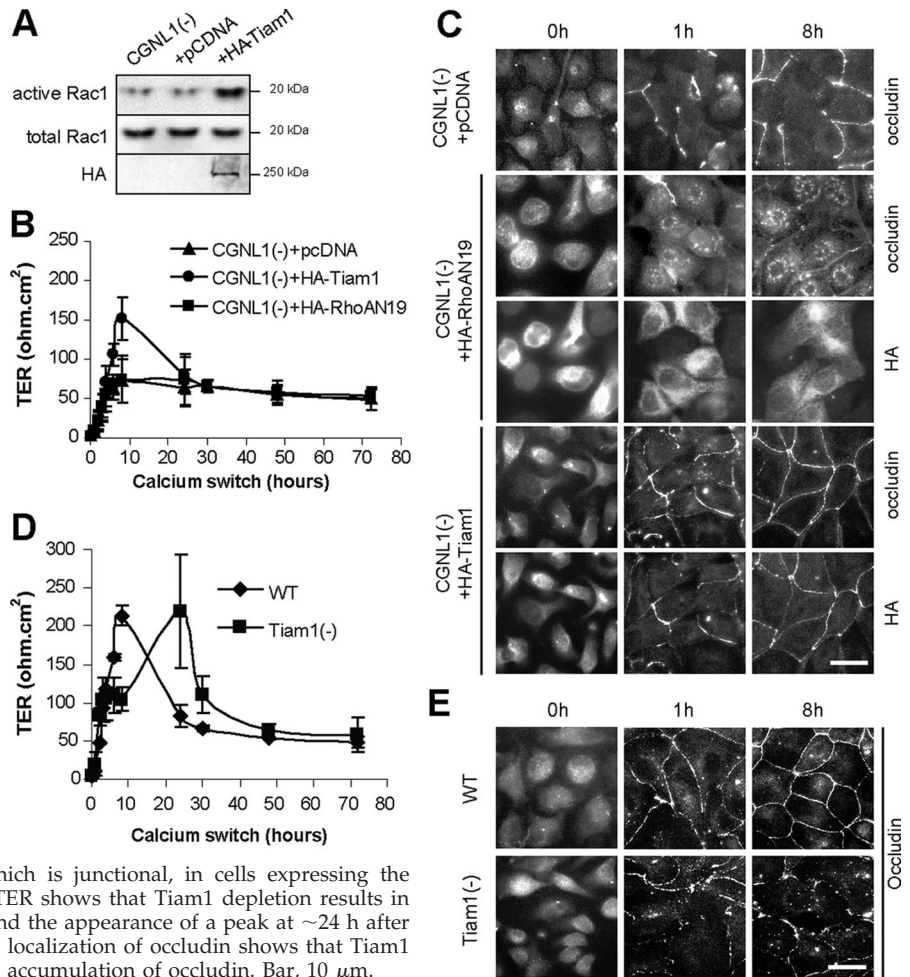 A
CGNL1(-)
+pCDNA
+HA-Tiam1
active Rac1
20 kDa
total Rac1
20 kDa
HA
250 kDa
B
250
200
150
100
50
0
TER (ohm.cm²)
CGNL1(-)+pcDNA
CGNL1(-)+HA-Tiam1
CGNL1(-)+HA-RhoAN19
0 10 20 30 40 50 60 70 80
Calcium switch (hours)
C
0h 1h 8h
CGNL1(-)
+pCDNA
occludin
CGNL1(-)
+HA-RhoAN19
occludin
HA
CGNL1(-)
+HA-Tiam1
occludin
HA
D
300
250
200
150
100
50
0
TER (ohm.cm²)
WT
Tiam1(-)
0 10 20 30 40 50 60 70 80
Calcium switch (hours)
E
0h 1h 8h
WT
Tiam1(-)
Occludin
hich is junctional, in cells expressing the
TER shows that Tiam1 depletion results in
nd the appearance of a peak at ~24 h after
localization of occludin shows that Tiam1
accumulation of occludin. Bar, 10 μm.